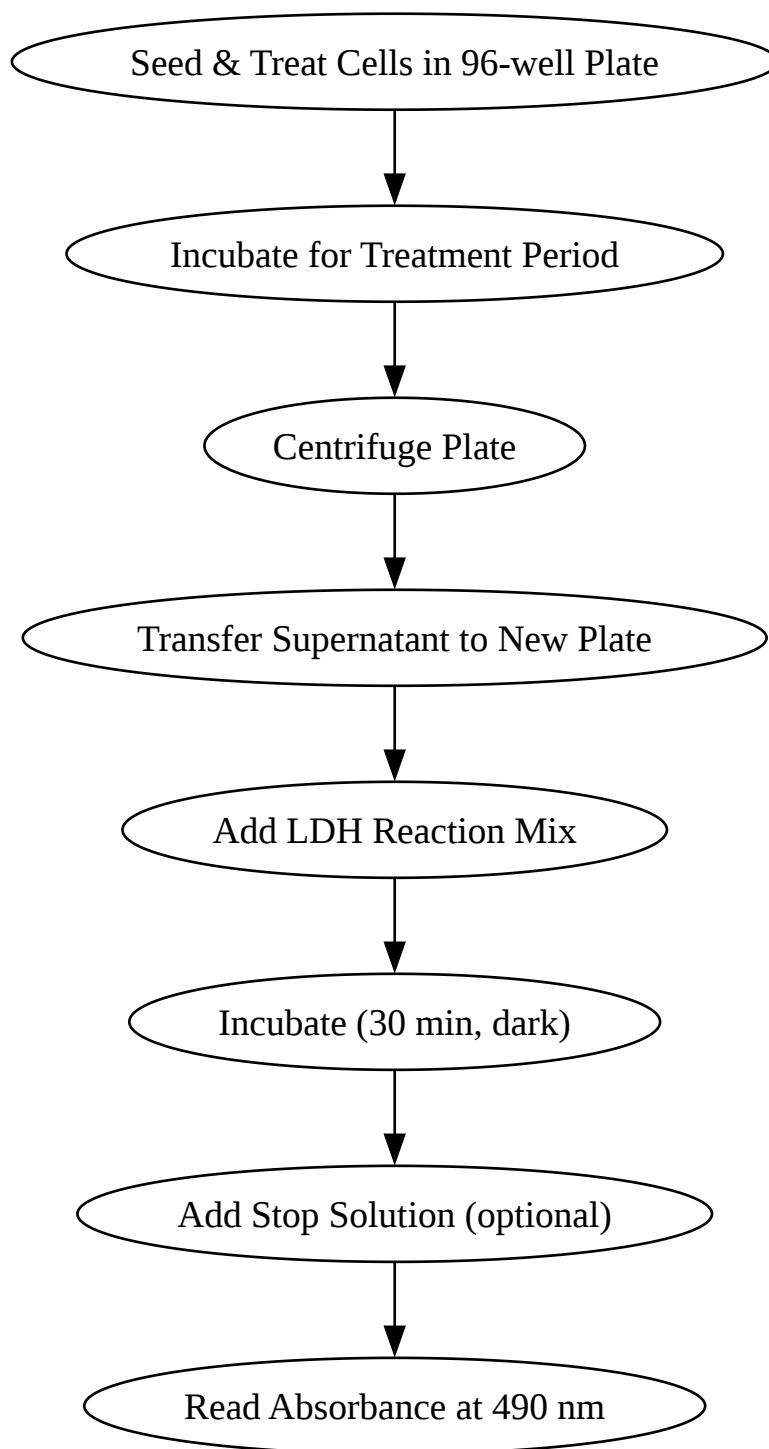 Seed & Treat Cells in 96-well Plate
Incubate for Treatment Period
Centrifuge Plate
Transfer Supernatant to New Plate
Add LDH Reaction Mix
Incubate (30 min, dark)
Add Stop Solution (optional)
Read Absorbance at 490 nm